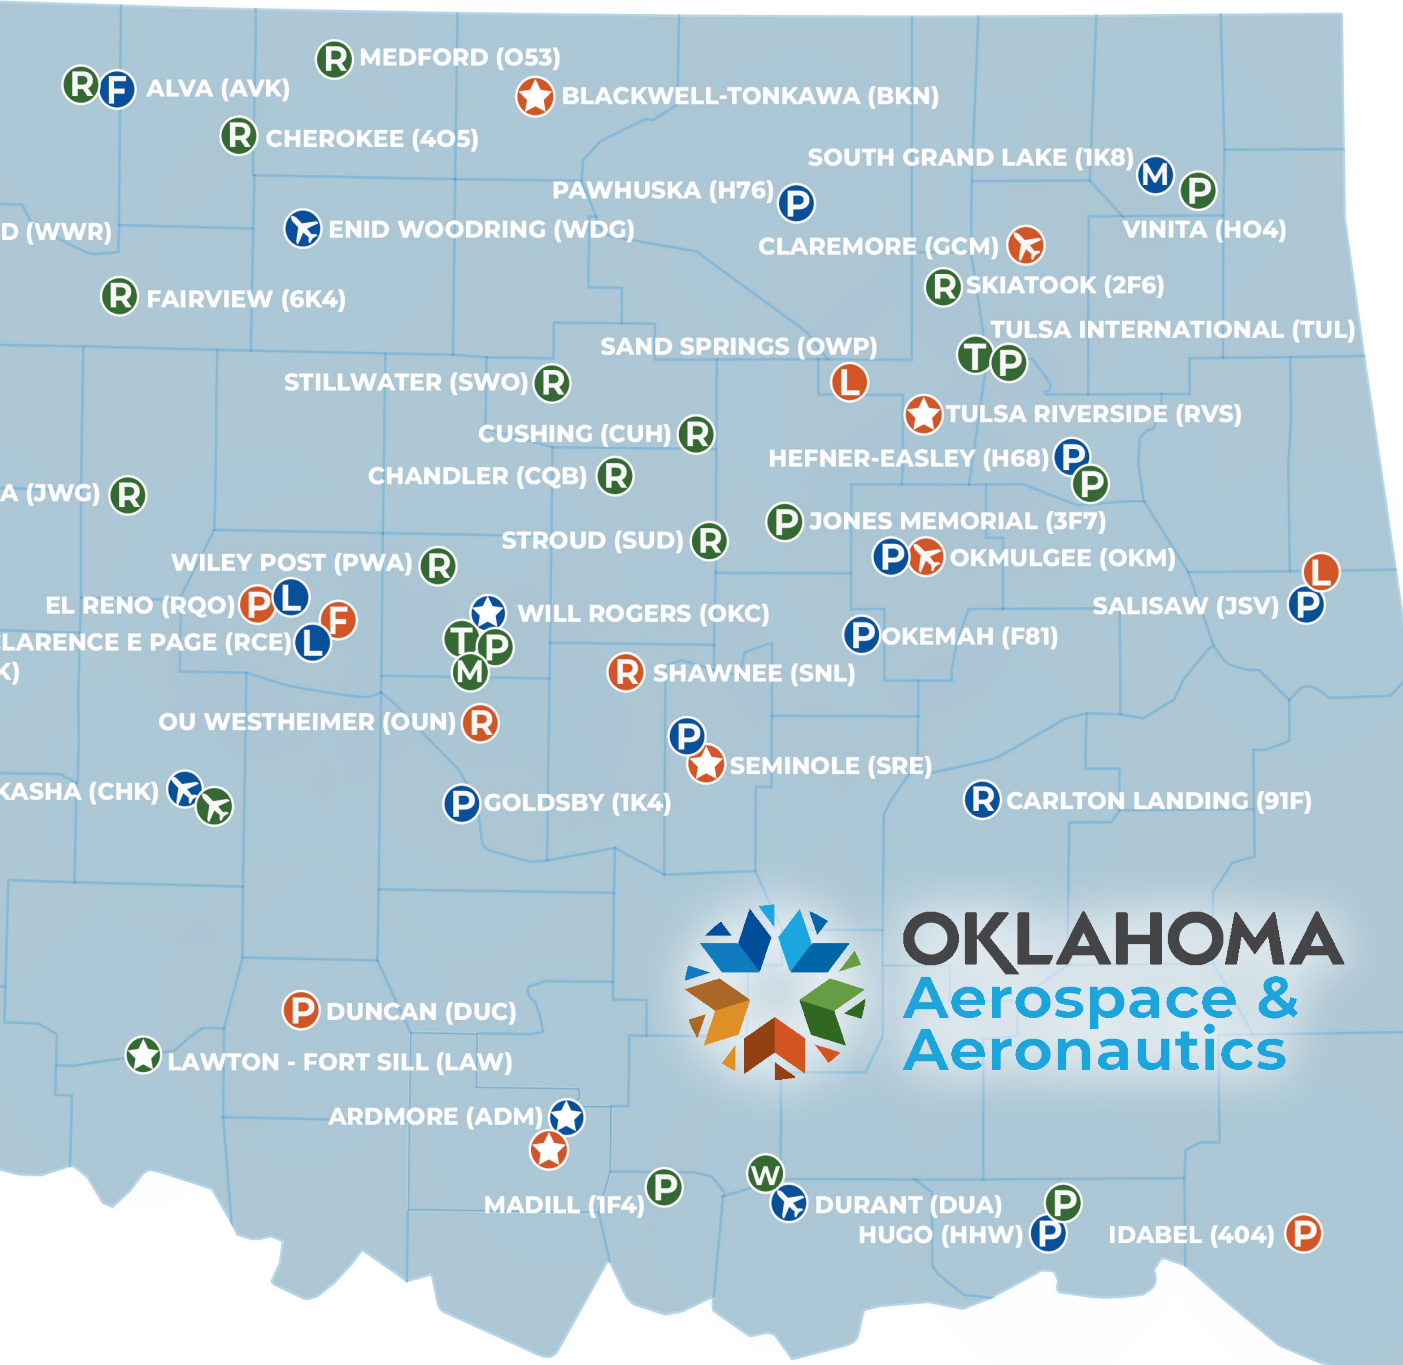 R MEDFORD (O53)
R F ALVA (AVK)
BLACKWELL-TONKAWA (BKN)
R CHEROKEE (4O5)
SOUTH GRAND LAKE (1K8) M
PAWHUSKA (H76) P
P
VINITA (HO4)
D (WWR)
ENID WOODRING (WDG)
CLAREMORE (GCM)
R SKIATOOK (2F6)
R FAIRVIEW (6K4)
TULSA INTERNATIONAL (TUL)
T P
SAND SPRINGS (OWP)
L
STILLWATER (SWO) R
TULSA RIVERSIDE (RVS)
CUSHING (CUH) R
HEFNER-EASLEY (H68) P
P
CHANDLER (CQB) R
A (JWG) R
P JONES MEMORIAL (3F7)
STROUD (SUD) R
P OKMULGEE (OKM)
WILEY POST (PWA) R
L
SALISAW (JSV) P
EL RENO (RQO) P L
F
WILL ROGERS (OKC)
T P
M
CLARENCE E PAGE (RCE) L
P OKEMAH (F81)
K)
R SHAWNEE (SNL)
OU WESTHEIMER (OUN) R
P
SEMINOLE (SRE)
KASHA (CHK)
P GOLDSBY (1K4)
R CARLTON LANDING (91F)
OKLAHOMA
Aerospace &
Aeronautics
P DUNCAN (DUC)
LAWTON - FORT SILL (LAW)
ARDMORE (ADM)
MADILL (1F4) P
W
DURANT (DUA)
P
HUGO (HHW) P
IDABEL (404) P